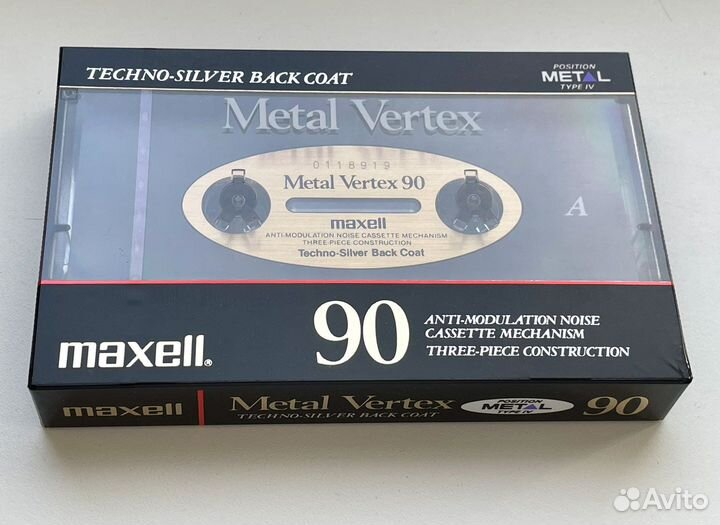 TECHNO-SILVER BACK COAT
POSITION
METAL
TYPE IV
Metal Vertex
0118919
Metal Vertex 90
maxell
ANTI-MODULATION NOISE CASSETTE MECHANISM
THREE-PIECE CONSTRUCTION
Techno-Silver Back Coat
A
maxell®
90
ANTI-MODULATION NOISE
CASSETTE MECHANISM
THREE-PIECE CONSTRUCTION
maxell
Metal Vertex
TECHNO-SILVER BACK COAT
POSITION
METAL
TYPE IV
90
Avito